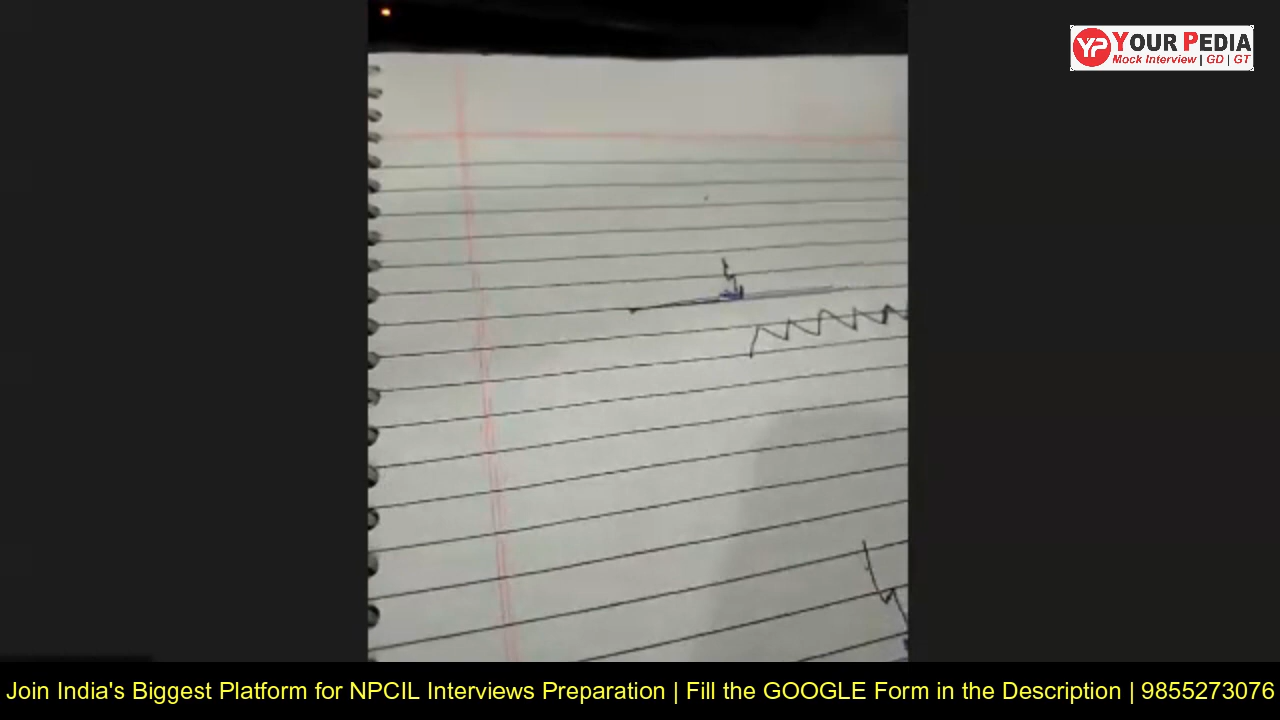 YP YOUR PEDIA
Mock Interview | GD | GT
Join India's Biggest Platform for NPCIL Interviews Preparation | Fill the GOOGLE Form in the Description | 9855273076